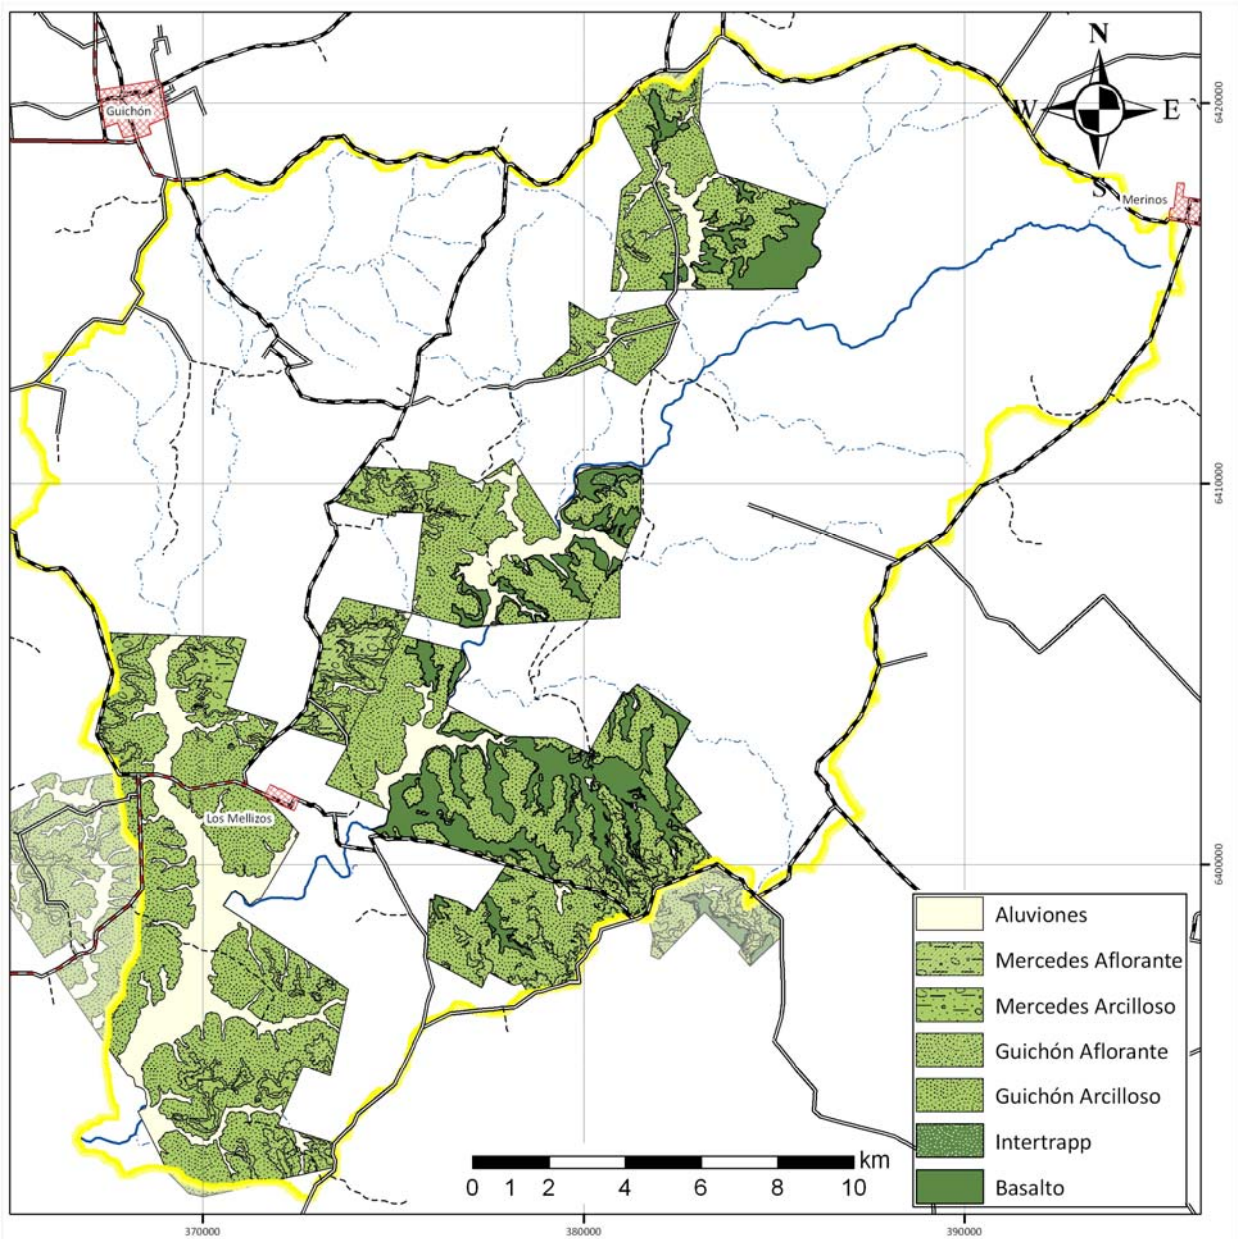 N
W
E
S
Guichón
Merinos
6420000
6410000
Los Mellizos
6400000
Aluviones
Mercedes Aflorante
Mercedes Arcilloso
Guichón Aflorante
Guichón Arcilloso
Intertrapp
Basalto
km
0 1 2 4 6 8 10
370000
380000
390000